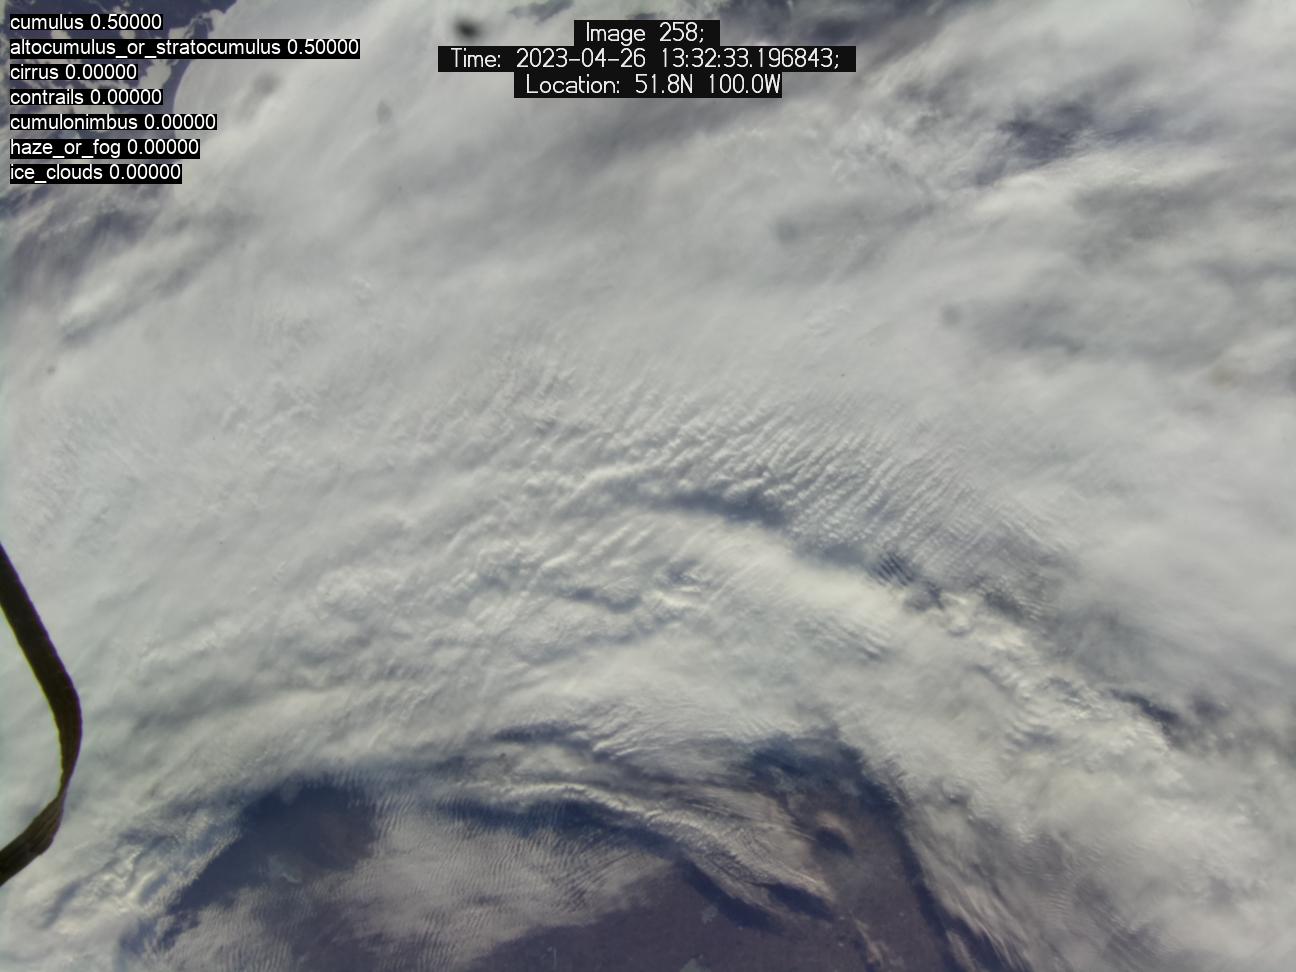 cumulus 0.50000
altocumulus_or_stratocumulus 0.50000
cirrus 0.00000
contrails 0.00000
cumulonimbus 0.00000
haze_or_fog 0.00000
ice_clouds 0.00000
Image 258;
Time: 2023-04-26 13:32:33.196843;
Location: 51.8N 100.0W